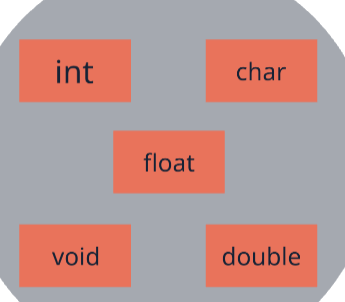 int
char
float
void
double